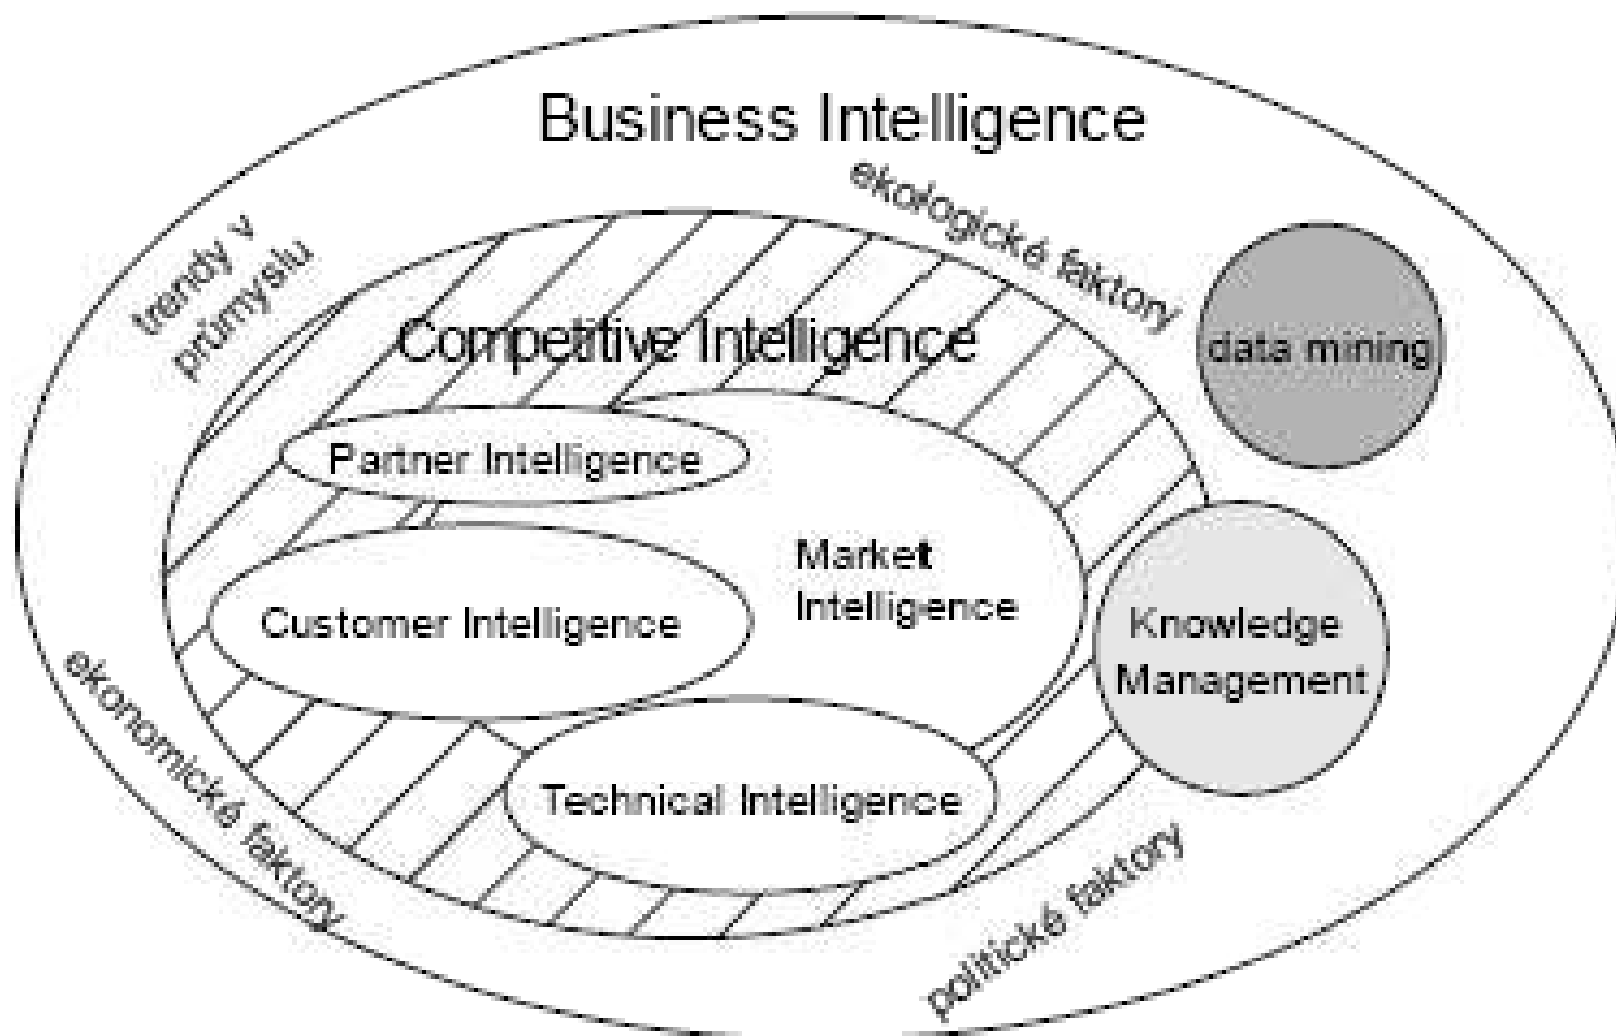 Business Intelligence
ekologické faktory
trendy v
průmyslu
data mining
Competitive Intelligence
Partner Intelligence
Market
Intelligence
Customer Intelligence
Knowledge
Management
ekonomické faktory
Technical Intelligence
politické faktory